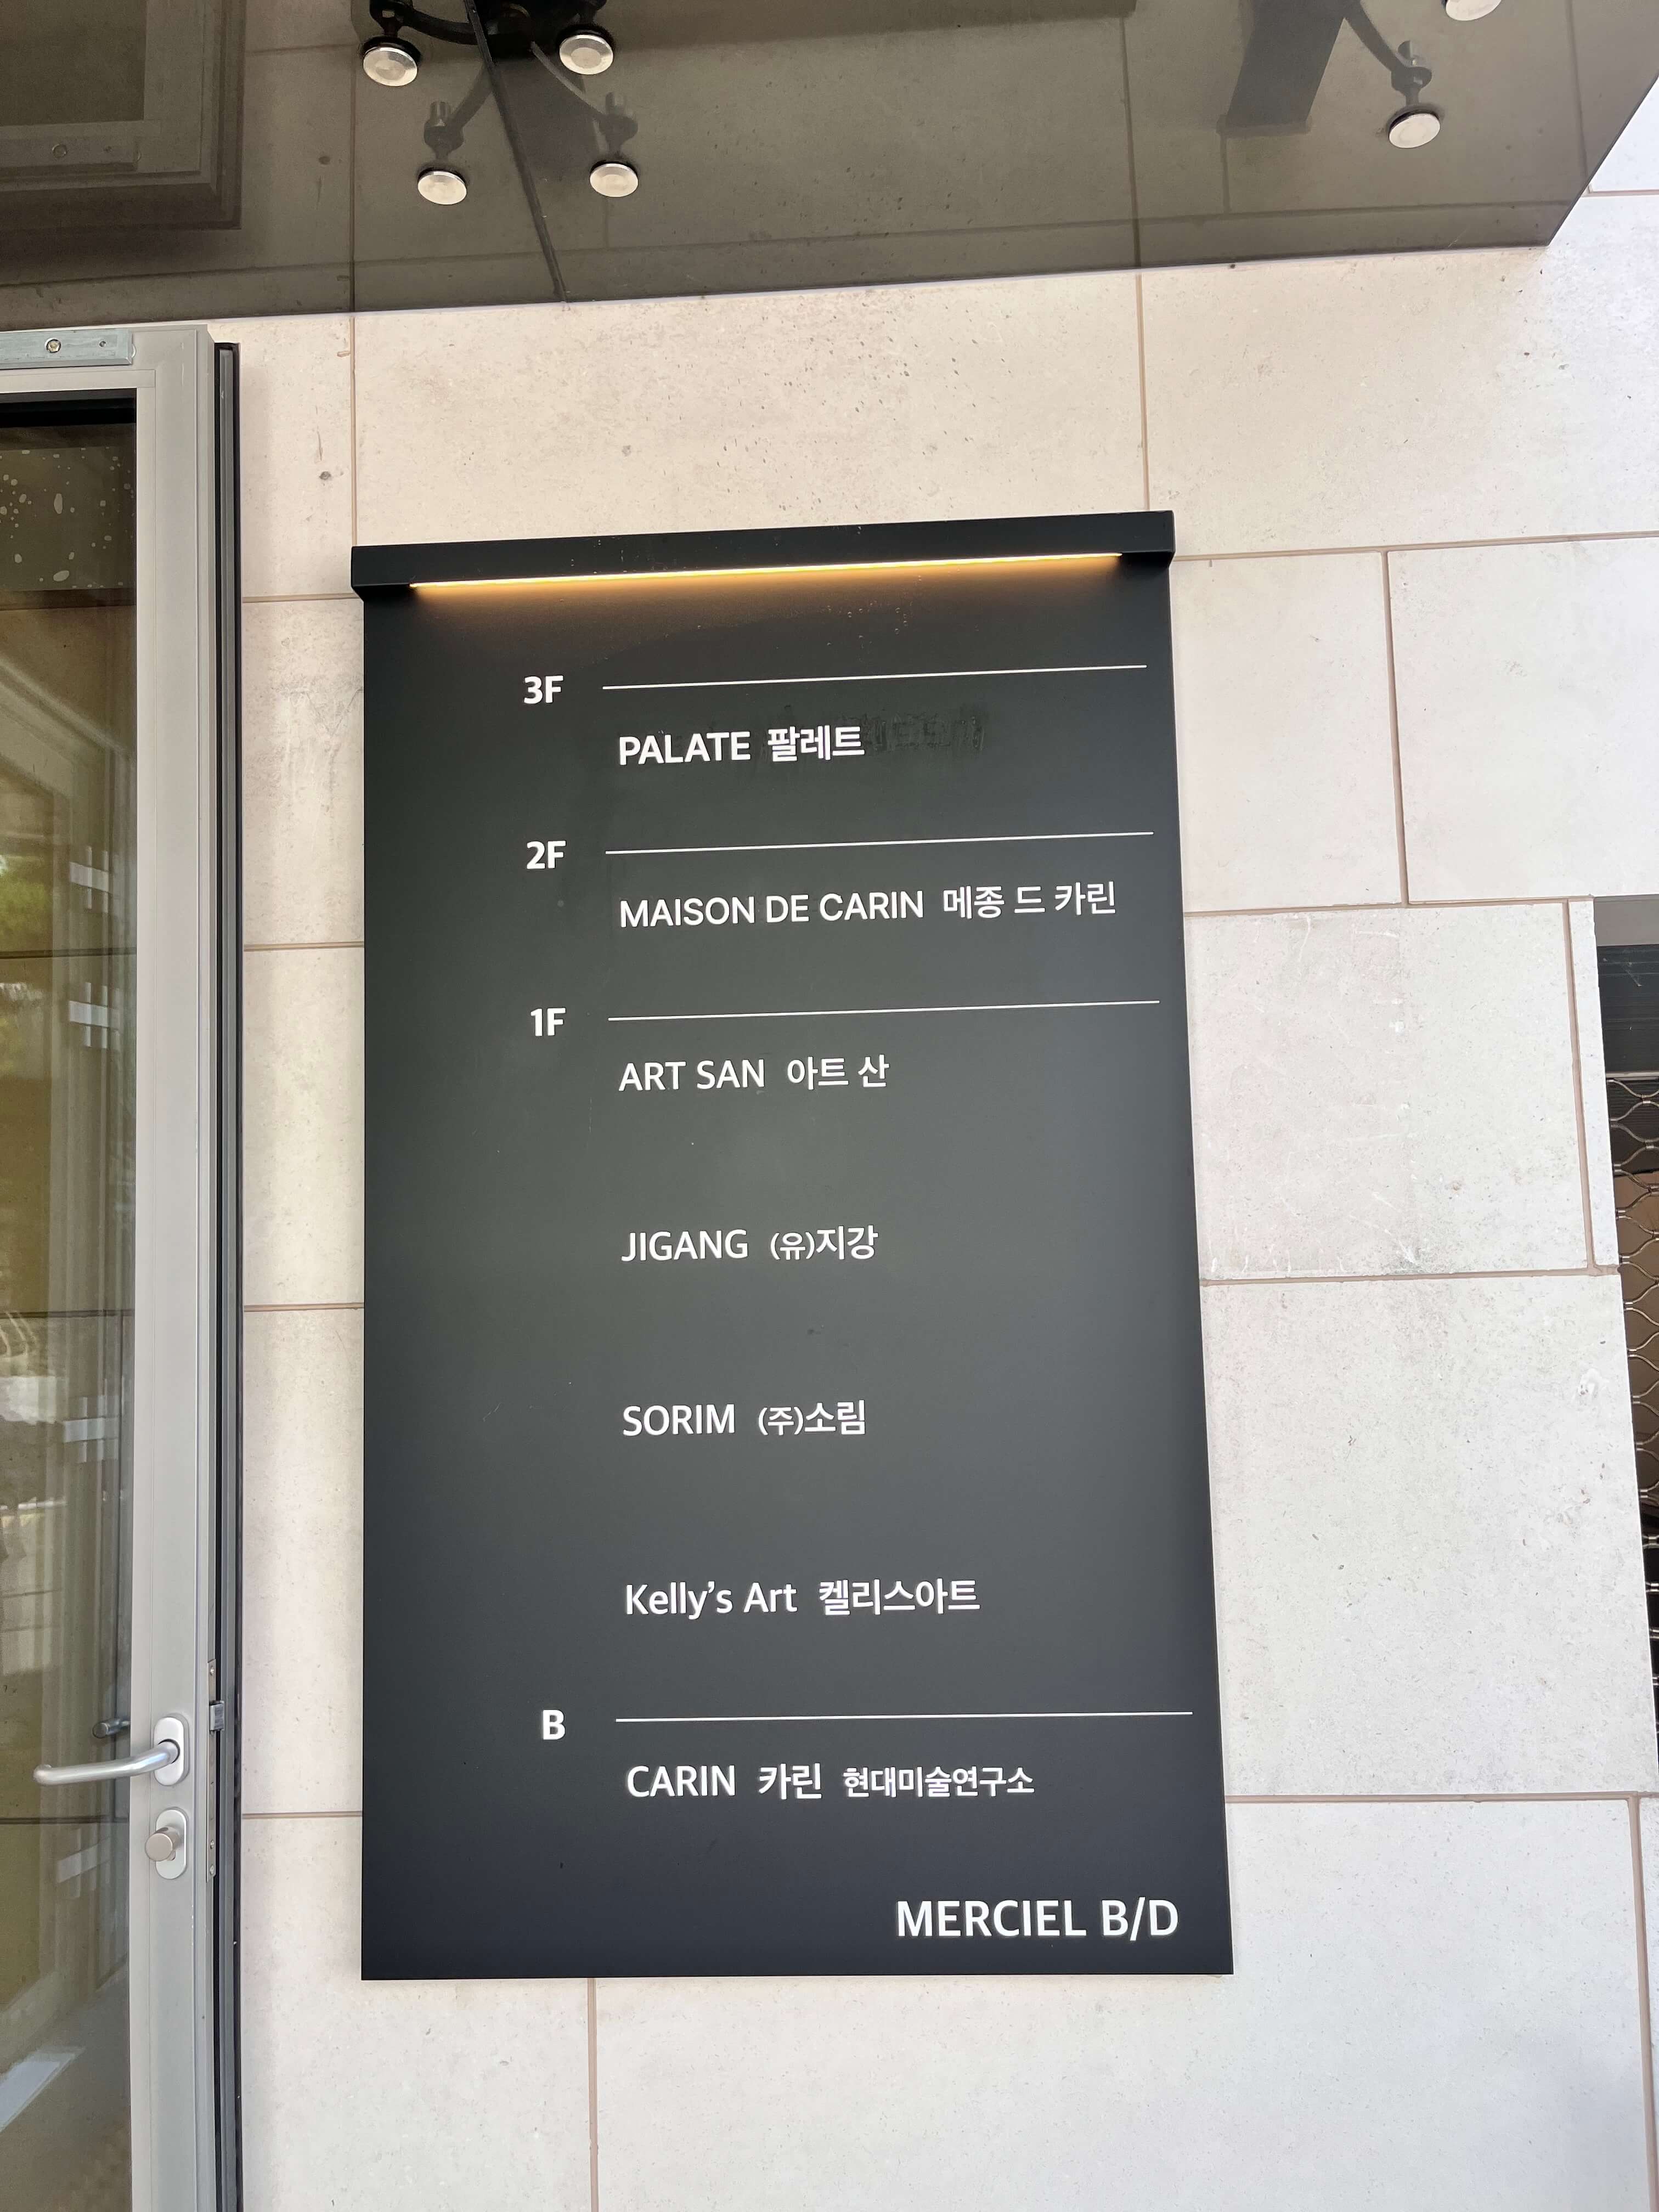 3F
PALATE 팔레트
2F
MAISON DE CARIN 메종 드 카린
1F
ART SAN 아트 산
JIGANG (유)지강
SORIM (주)소림
Kelly’s Art 켈리스아트
B
CARIN 카린 현대미술연구소
MERCIEL B/D